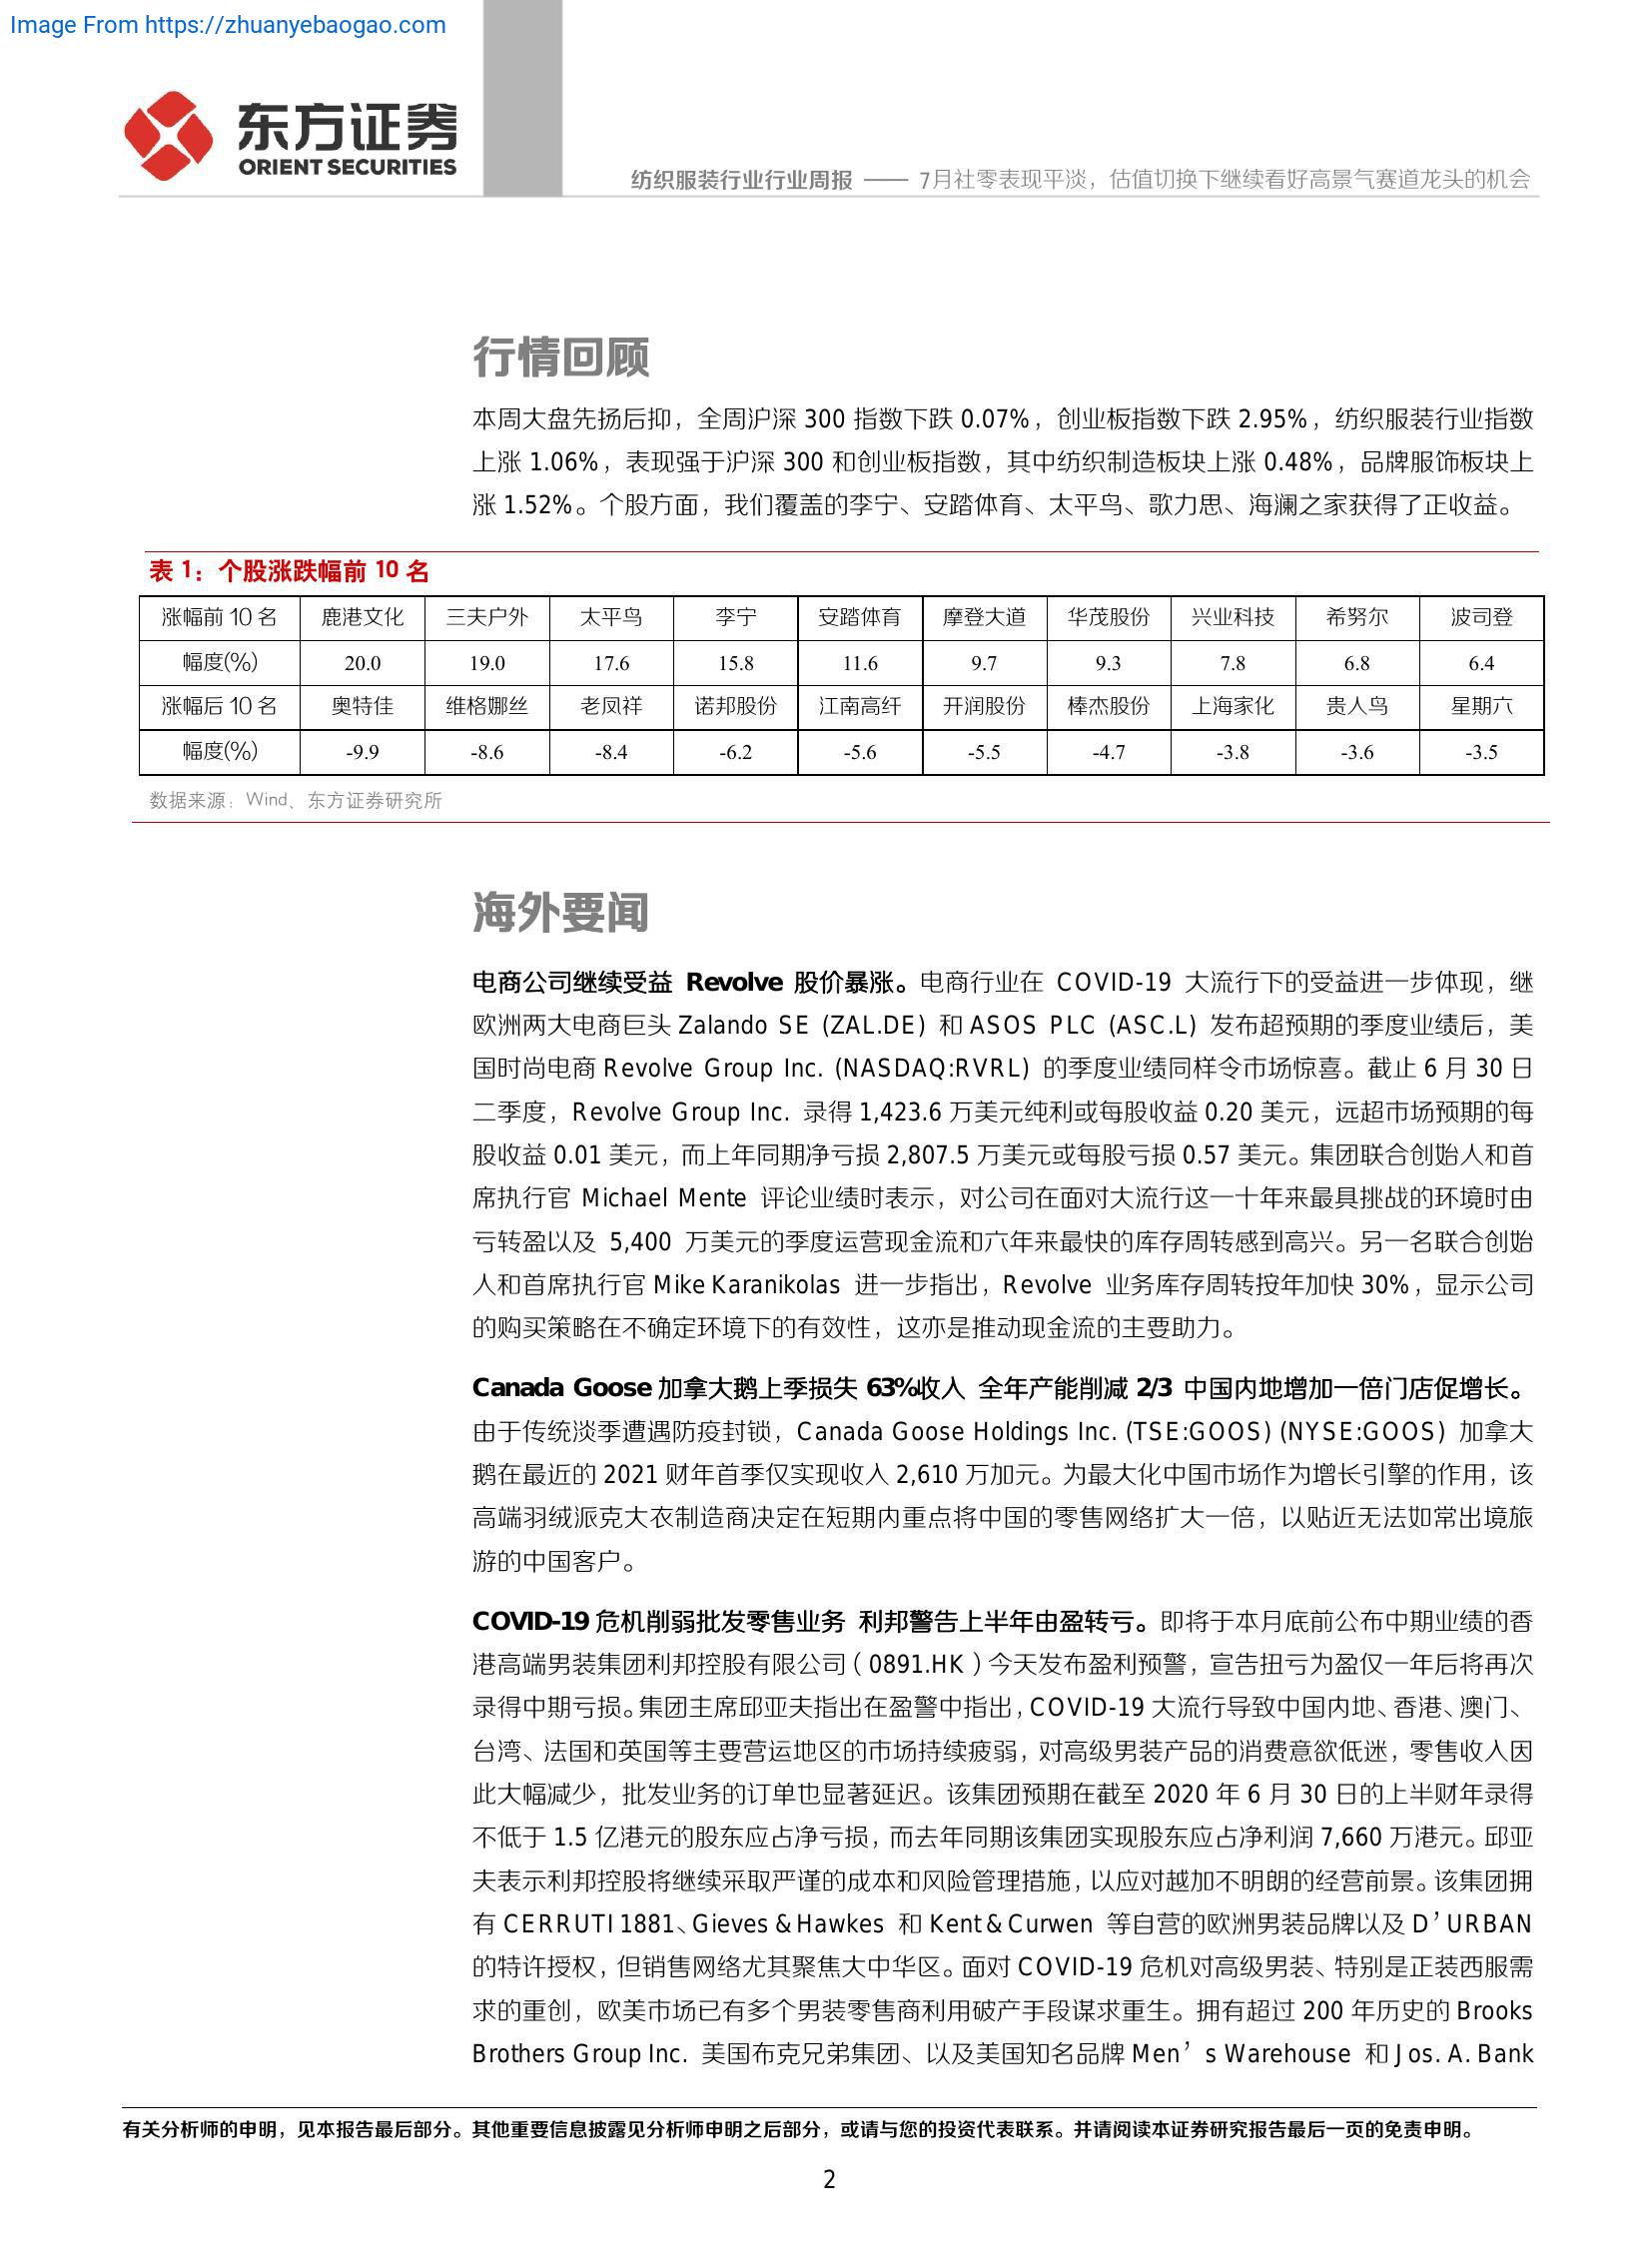 Image From https://zhuanyebaogao.com
东方证券
ORIENT SECURITIES
纺织服装行业行业周报 —— 7月社零表现平淡，估值切换下继续看好高景气赛道龙头的机会
行情回顾
本周大盘先扬后抑，全周沪深 300 指数下跌 0.07%，创业板指数下跌 2.95%，纺织服装行业指数
上涨 1.06%，表现强于沪深 300 和创业板指数，其中纺织制造板块上涨 0.48%，品牌服饰板块上
涨 1.52%。个股方面，我们覆盖的李宁、安踏体育、太平鸟、歌力思、海澜之家获得了正收益。
表 1：个股涨跌幅前 10 名
涨幅前 10 名 鹿港文化 三夫户外 太平鸟 李宁 安踏体育 摩登大道 华茂股份 兴业科技 希努尔 波司登
幅度(%) 20.0 19.0 17.6 15.8 11.6 9.7 9.3 7.8 6.8 6.4
涨幅后 10 名 奥特佳 维格娜丝 老凤祥 诺邦股份 江南高纤 开润股份 棒杰股份 上海家化 贵人鸟 星期六
幅度(%) -9.9 -8.6 -8.4 -6.2 -5.6 -5.5 -4.7 -3.8 -3.6 -3.5
数据来源：Wind、东方证券研究所
海外要闻
电商公司继续受益 Revolve 股价暴涨。电商行业在 COVID-19 大流行下的受益进一步体现，继
欧洲两大电商巨头 Zalando SE (ZAL.DE) 和 ASOS PLC (ASC.L) 发布超预期的季度业绩后，美
国时尚电商 Revolve Group Inc. (NASDAQ:RVRL) 的季度业绩同样令市场惊喜。截止 6 月 30 日
二季度，Revolve Group Inc. 录得 1,423.6 万美元纯利或每股收益 0.20 美元，远超市场预期的每
股收益 0.01 美元，而上年同期净亏损 2,807.5 万美元或每股亏损 0.57 美元。集团联合创始人和首
席执行官 Michael Mente 评论业绩时表示，对公司在面对大流行这一十年来最具挑战的环境时由
亏转盈以及 5,400 万美元的季度运营现金流和六年来最快的库存周转感到高兴。另一名联合创始
人和首席执行官 Mike Karanikolas 进一步指出，Revolve 业务库存周转按年加快 30%，显示公司
的购买策略在不确定环境下的有效性，这亦是推动现金流的主要助力。
Canada Goose 加拿大鹅上季损失 63%收入 全年产能削减 2/3 中国内地增加一倍门店促增长。
由于传统淡季遭遇防疫封锁，Canada Goose Holdings Inc. (TSE:GOOS) (NYSE:GOOS) 加拿大
鹅在最近的 2021 财年首季仅实现收入 2,610 万加元。为最大化中国市场作为增长引擎的作用，该
高端羽绒派克大衣制造商决定在短期内重点将中国的零售网络扩大一倍，以贴近无法如常出境旅
游的中国客户。
COVID-19 危机削弱批发零售业务 利邦警告上半年由盈转亏。即将于本月底前公布中期业绩的香
港高端男装集团利邦控股有限公司（0891.HK）今天发布盈利预警，宣告扭亏为盈仅一年后将再次
录得中期亏损。集团主席邱亚夫指出在盈警中指出，COVID-19 大流行导致中国内地、香港、澳门、
台湾、法国和英国等主要营运地区的市场持续疲弱，对高级男装产品的消费意欲低迷，零售收入因
此大幅减少，批发业务的订单也显著延迟。该集团预期在截至 2020 年 6 月 30 日的上半财年录得
不低于 1.5 亿港元的股东应占净亏损，而去年同期该集团实现股东应占净利润 7,660 万港元。邱亚
夫表示利邦控股将继续采取严谨的成本和风险管理措施，以应对越加不明朗的经营前景。该集团拥
有 CERRUTI 1881、Gieves & Hawkes 和 Kent & Curwen 等自营的欧洲男装品牌以及 D’URBAN
的特许授权，但销售网络尤其聚焦大中华区。面对 COVID-19 危机对高级男装、特别是正装西服需
求的重创，欧美市场已有多个男装零售商利用破产手段谋求重生。拥有超过 200 年历史的 Brooks
Brothers Group Inc. 美国布克兄弟集团、以及美国知名品牌 Men’s Warehouse 和 Jos. A. Bank
有关分析师的申明，见本报告最后部分。其他重要信息披露见分析师申明之后部分，或请与您的投资代表联系。并请阅读本证券研究报告最后一页的免责申明。
2